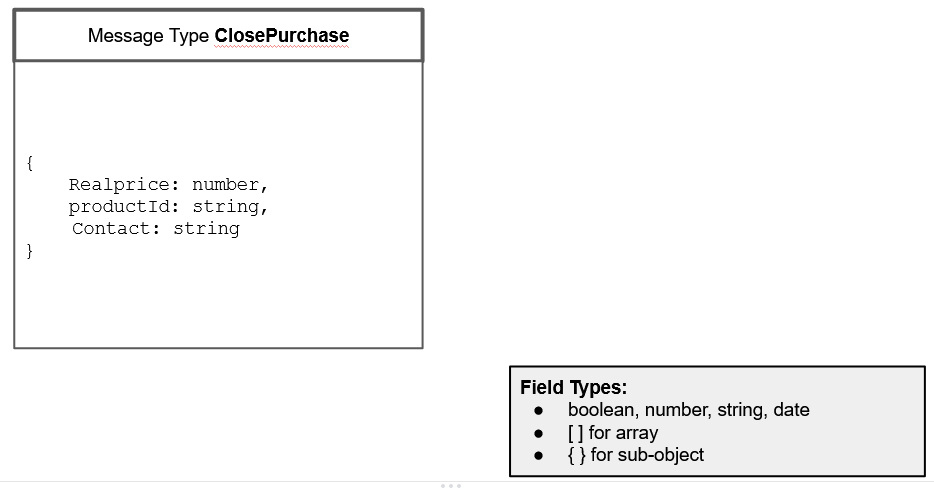 Message Type ClosePurchase
{
Realprice: number,
productId: string,
Contact: string
}
Field Types:
● boolean, number, string, date
● [ ] for array
● { } for sub-object